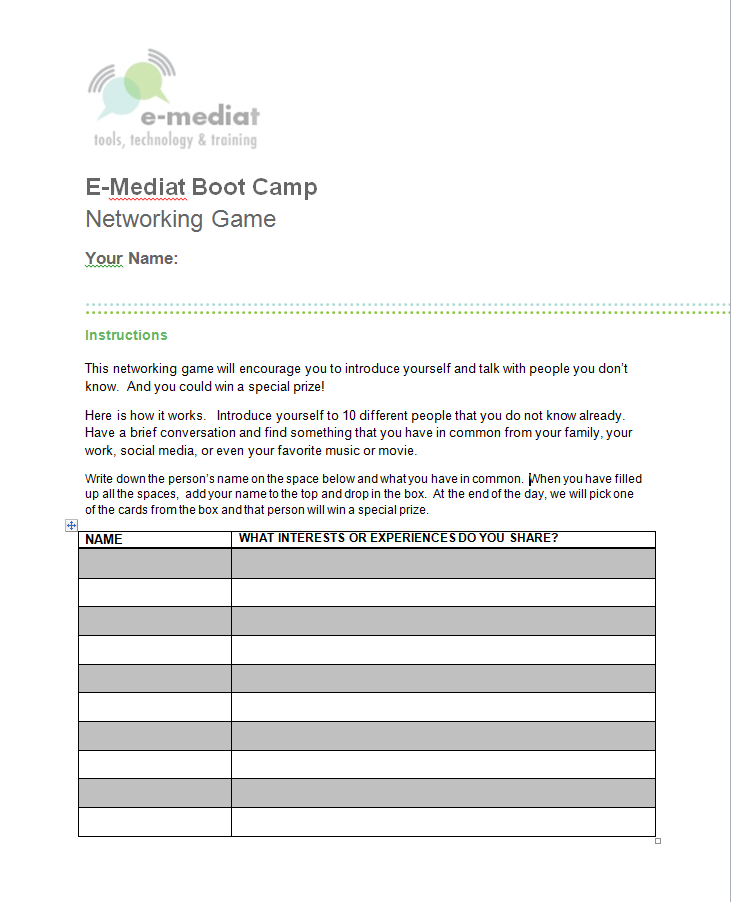 e-mediat
tools, technology & training
E-Mediat Boot Camp
Networking Game
Your Name:
Instructions
This networking game will encourage you to introduce yourself and talk with people you don’t
know.  And you could win a special prize!
Here is how it works.   Introduce yourself to 10 different people that you do not know already.
Have a brief conversation and find something that you have in common from your family, your
work, social media, or even your favorite music or movie.
Write down the person’s name on the space below and what you have in common.  When you have filled
up all the spaces,  add your name to the top and drop in the box.  At the end of the day, we will pick one
of the cards from the box and that person will win a special prize.
NAME WHAT INTERESTS OR EXPERIENCES DO YOU SHARE?